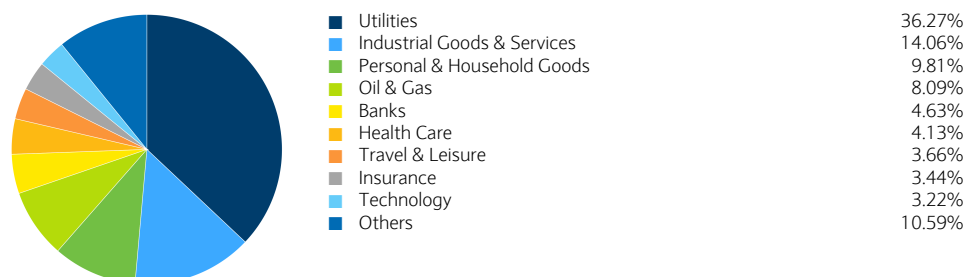 Utilities 36.27%
Industrial Goods & Services 14.06%
Personal & Household Goods 9.81%
Oil & Gas 8.09%
Banks 4.63%
Health Care 4.13%
Travel & Leisure 3.66%
Insurance 3.44%
Technology 3.22%
Others 10.59%